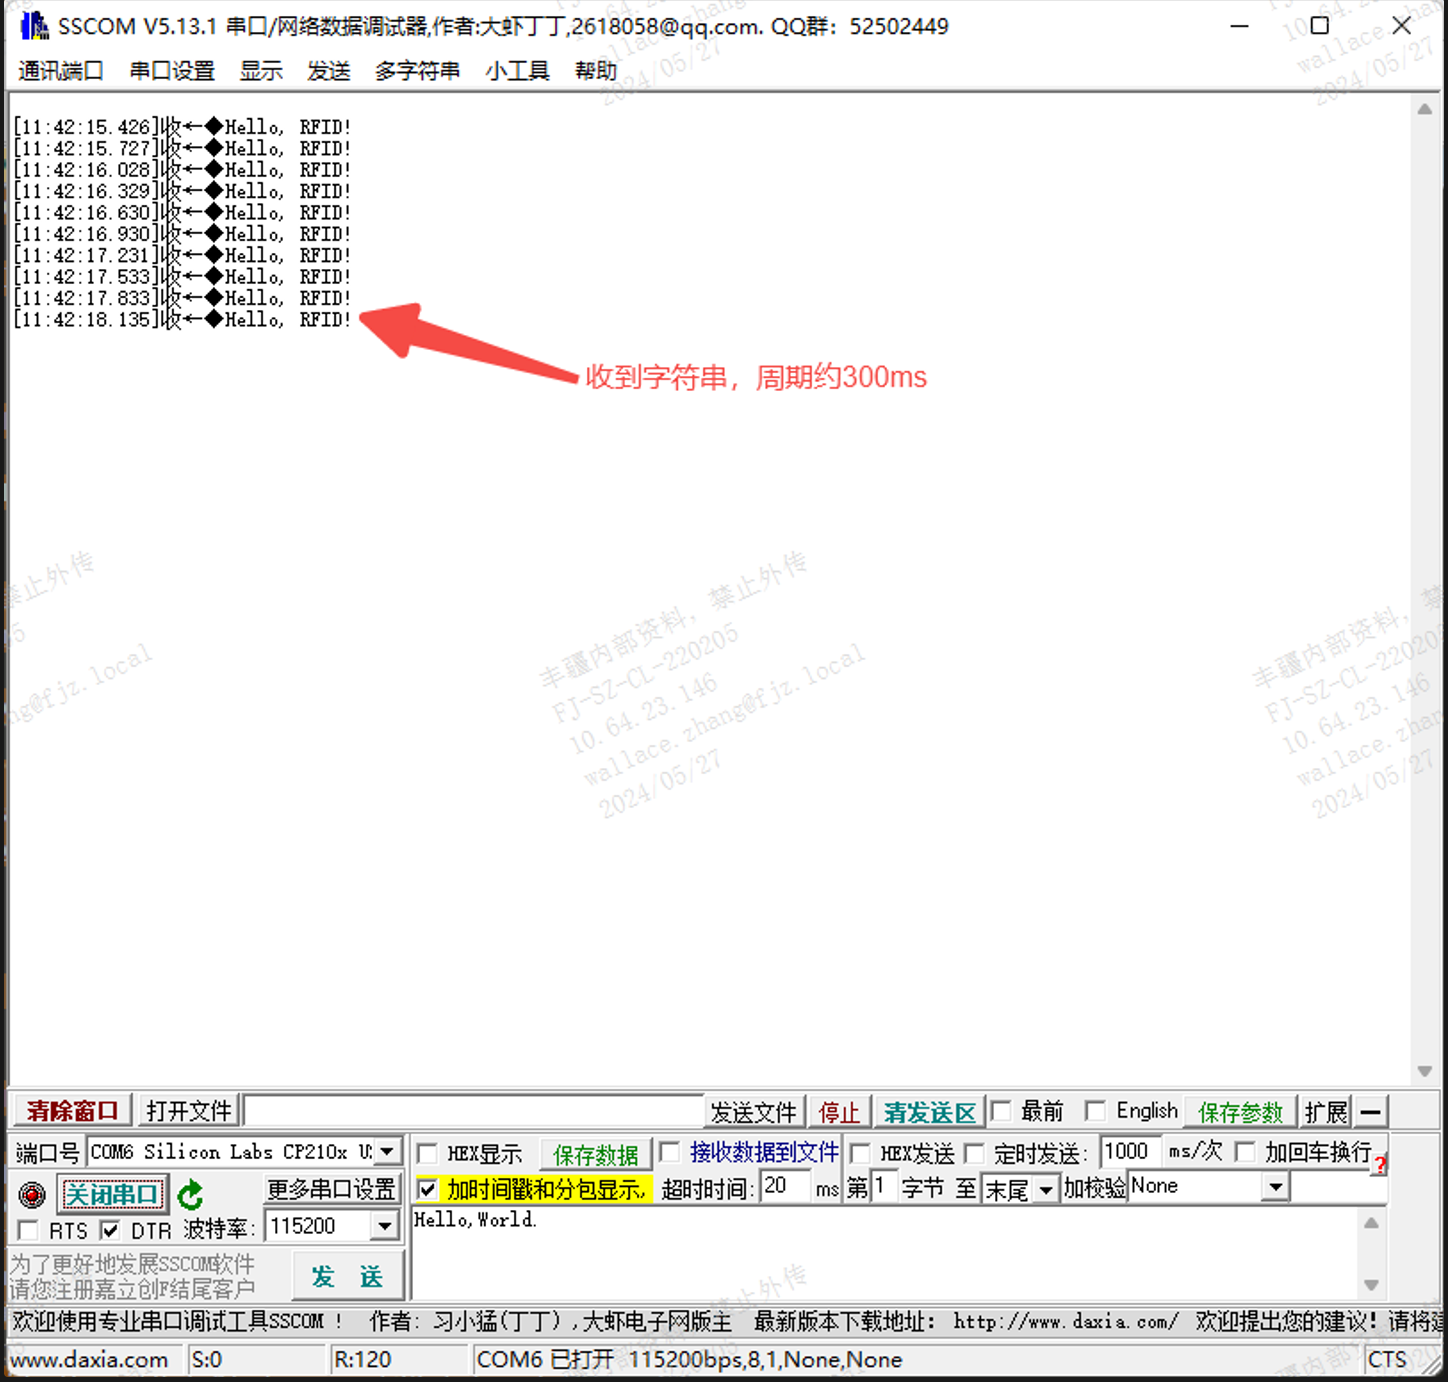 SSCOM V5.13.1 串口/网络数据调试器,作者:大虾丁丁,2618058@qq.com. QQ群: 52502449
通讯端口 串口设置 显示 发送 多字符串 小工具 帮助
[11:42:15.426]收←◆Hello, RFID!
[11:42:15.727]收←◆Hello, RFID!
[11:42:16.028]收←◆Hello, RFID!
[11:42:16.329]收←◆Hello, RFID!
[11:42:16.630]收←◆Hello, RFID!
[11:42:16.930]收←◆Hello, RFID!
[11:42:17.231]收←◆Hello, RFID!
[11:42:17.533]收←◆Hello, RFID!
[11:42:17.833]收←◆Hello, RFID!
[11:42:18.135]收←◆Hello, RFID!
收到字符串，周期约300ms
丰疆内部资料，禁止外传
FJ-SZ-CL-220205
10.64.23.146
wallace.zhang@fjz.local
2024/05/27
清除窗口 打开文件 发送文件 停止 清发送区 最前 English 保存参数 扩展 —
端口号 COM6 Silicon Labs CP210x U HEX显示 保存数据 接收数据到文件 HEX发送 定时发送: 1000 ms/次 加回车换行
关闭串口 更多串口设置 加时间戳和分包显示, 超时时间: 20 ms 第1 字节 至 末尾 加校验 None
RTS DTR 波特率: 115200 Hello,World.
为了更好地发展SSCOM软件
请您注册嘉立创F结尾客户
发 送
欢迎使用专业串口调试工具SSCOM ! 作者: 习小猛(丁丁),大虾电子网版主 最新版本下载地址: http://www.daxia.com/ 欢迎提出您的建议! 请将
www.daxia.com S:0 R:120 COM6 已打开 115200bps,8,1,None,None CTS